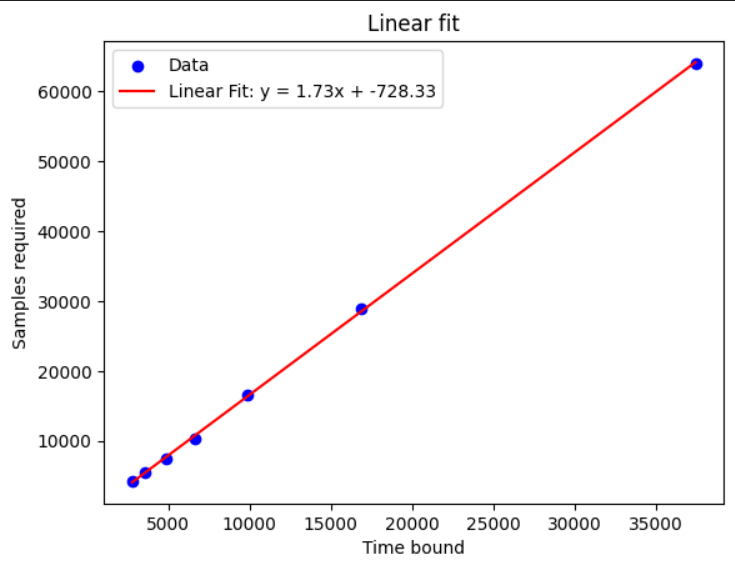 Linear fit
Data
Linear Fit: y = 1.73x + -728.33
60000
50000
40000
30000
20000
10000
Samples required
5000 10000 15000 20000 25000 30000 35000
Time bound